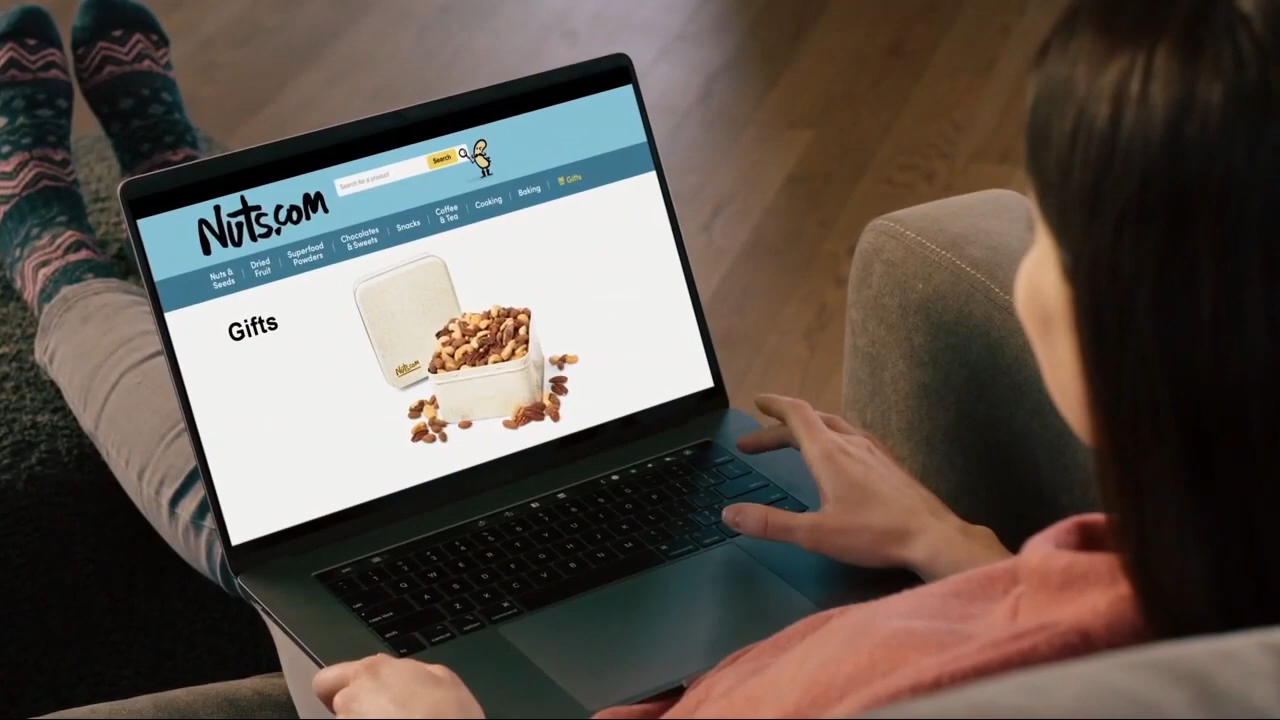 Nuts.com
Search for a product
Search
Nuts &
Seeds
Dried
Fruit
Superfood
Powders
Chocolates
& Sweets
Snacks
Coffee
& Tea
Cooking
Baking
Gifts
Gifts
Nuts.com